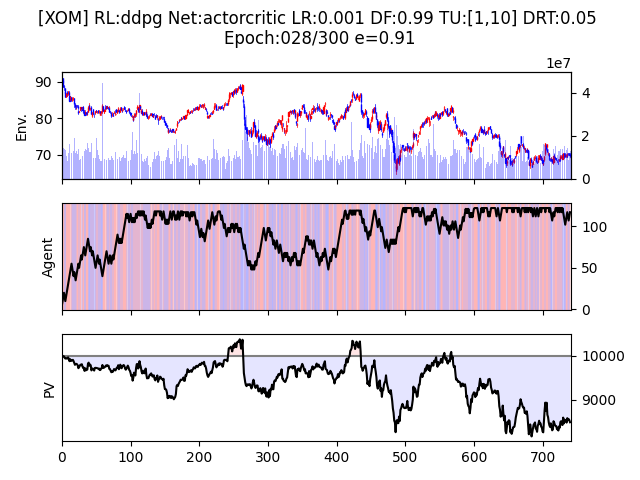 [XOM] RL:ddpg Net:actorcritic LR:0.001 DF:0.99 TU:[1,10] DRT:0.05
Epoch:028/300 e=0.91
1e7
Env.
90
80
70
4
2
0
Agent
100
50
0
PV
10000
9000
0 100 200 300 400 500 600 700